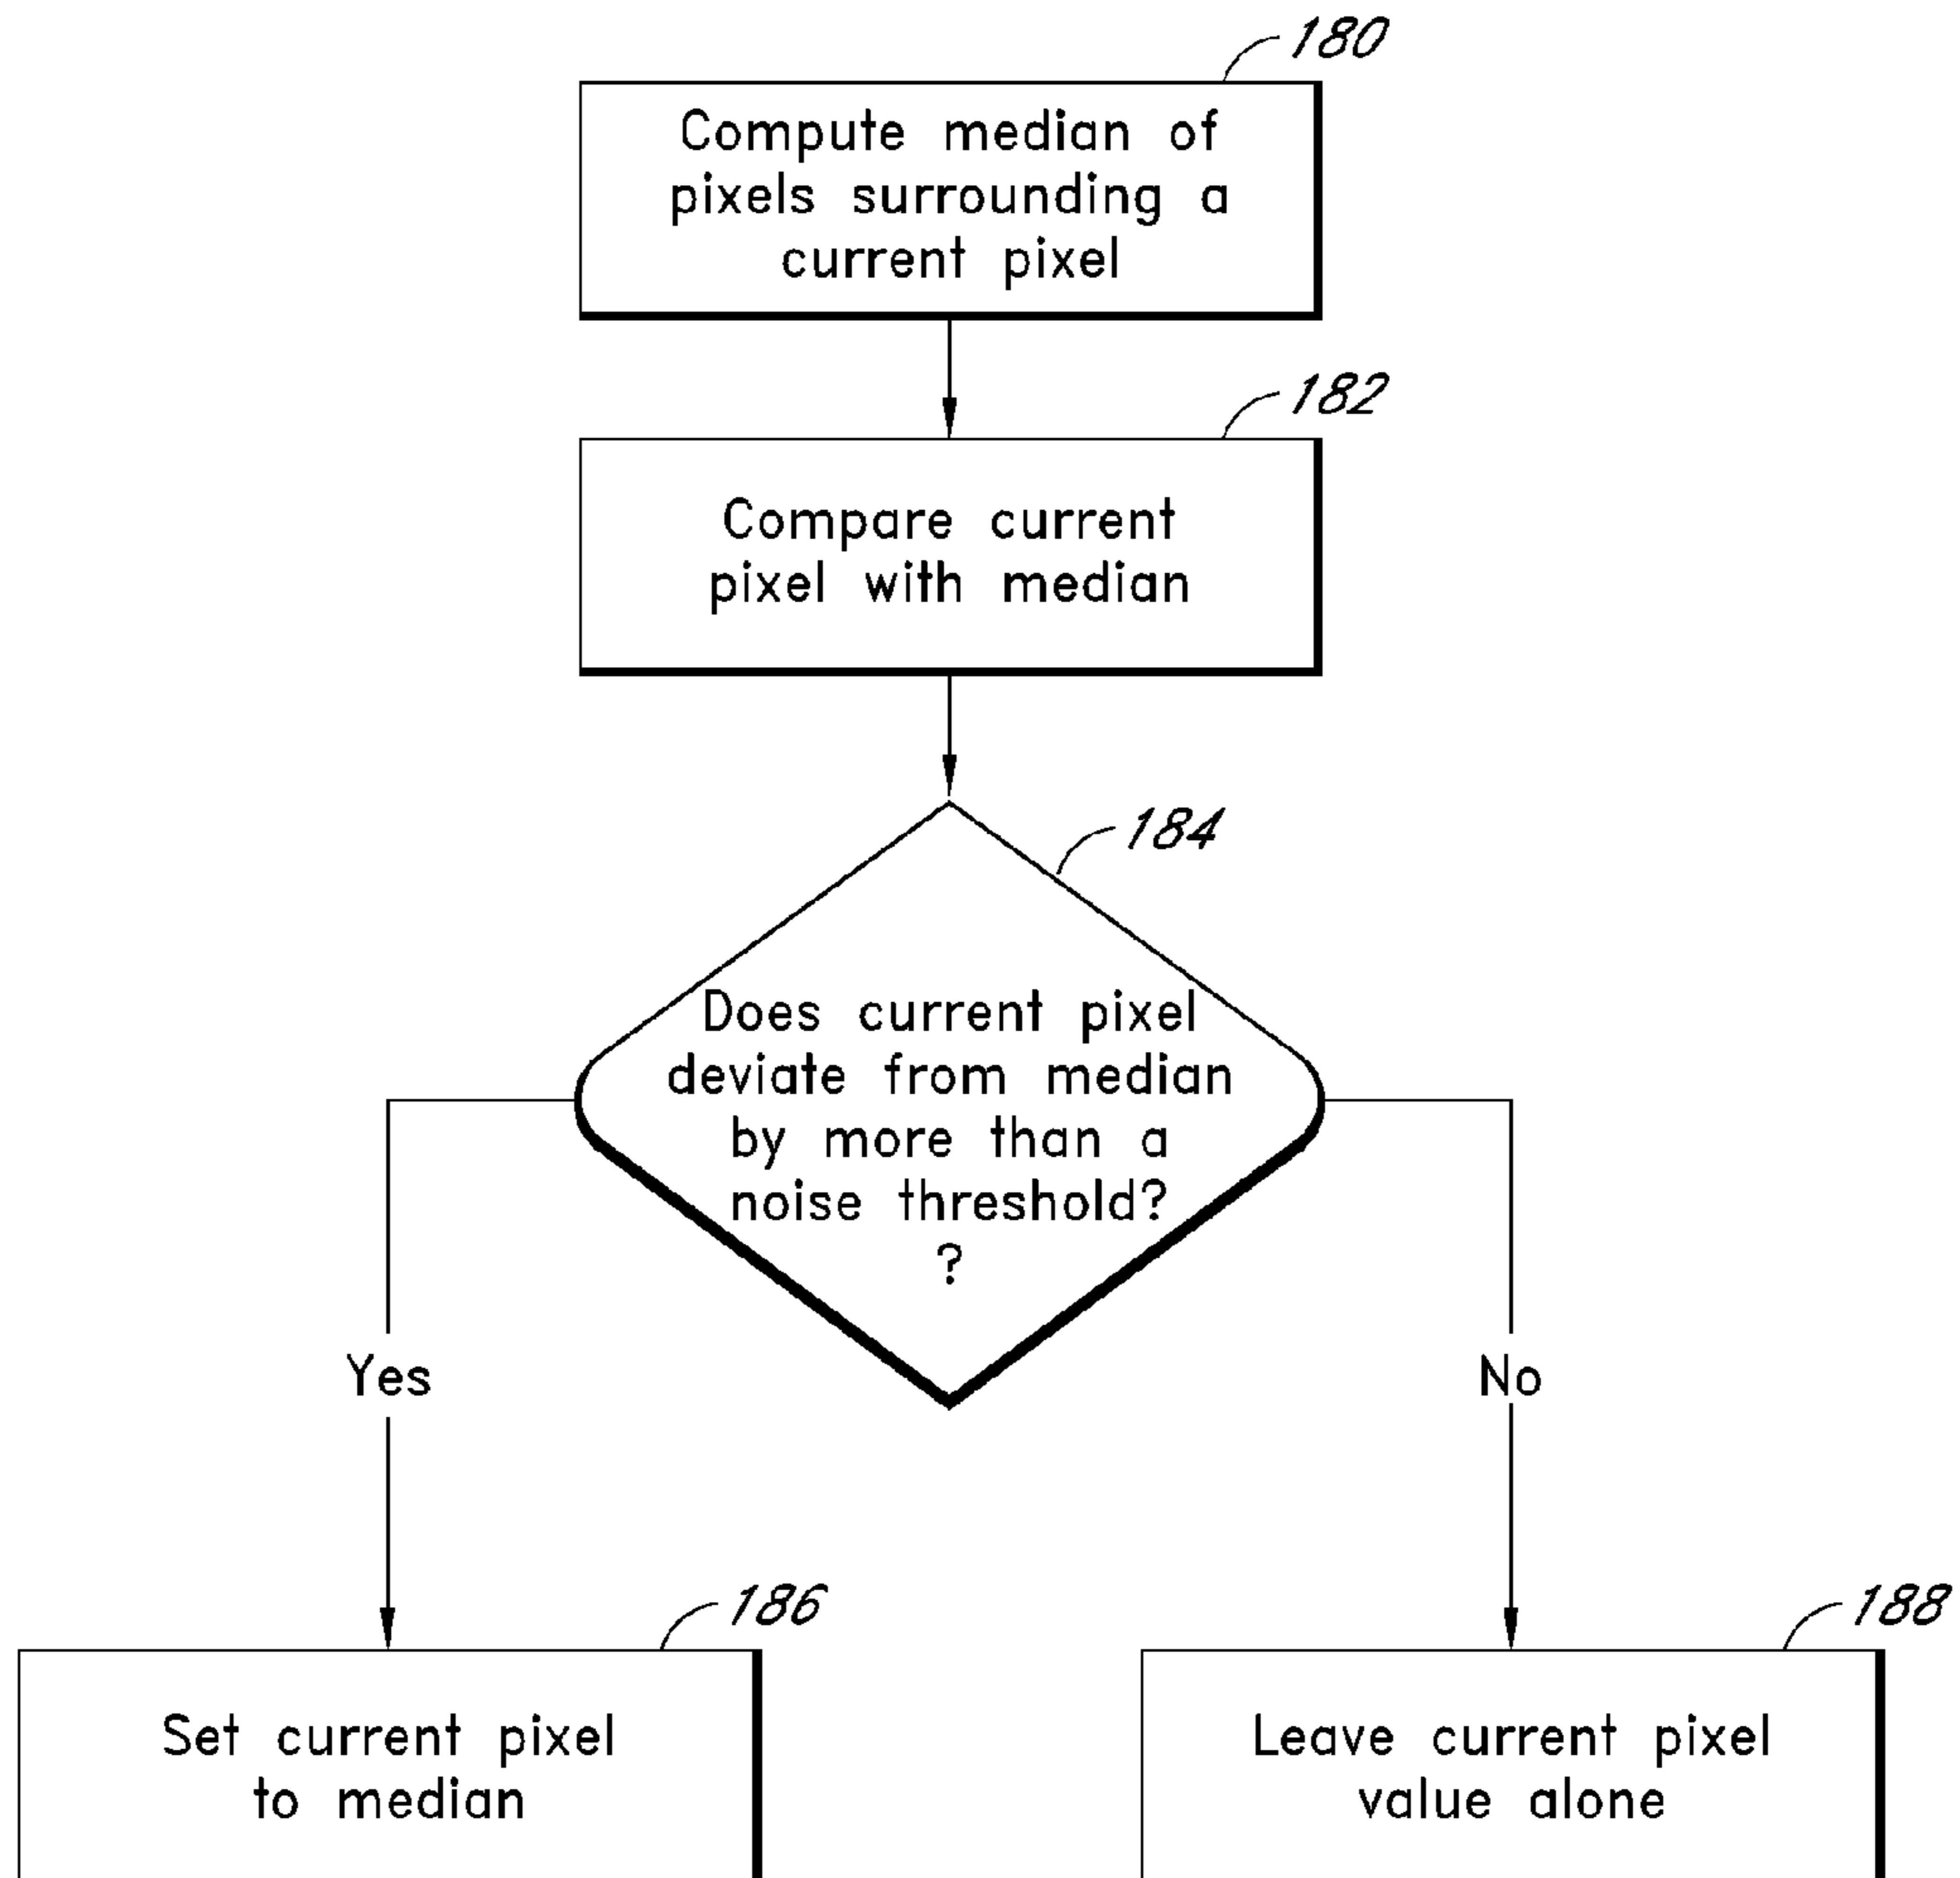 180
Compute median of
pixels surrounding a
current pixel
182
Compare current
pixel with median
184
Does current pixel
deviate from median
by more than a
noise threshold?
?
Yes
No
186
Set current pixel
to median
188
Leave current pixel
value alone